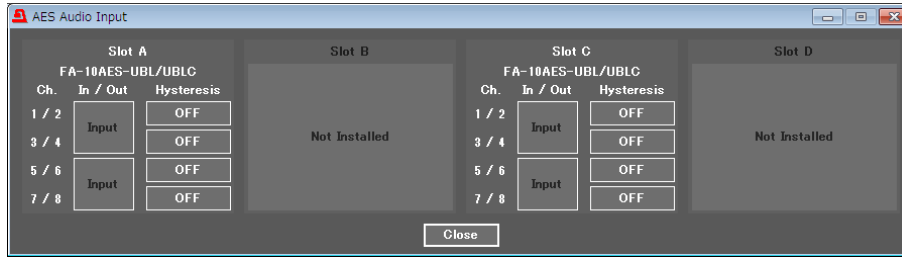 AES Audio Input
Slot A
FA-10AES-UBL/UBLC
Ch. In / Out Hysteresis
1 / 2 Input OFF
3 / 4 OFF
5 / 6 Input OFF
7 / 8 OFF
Slot B
Not Installed
Slot C
FA-10AES-UBL/UBLC
Ch. In / Out Hysteresis
1 / 2 Input OFF
3 / 4 OFF
5 / 6 Input OFF
7 / 8 OFF
Slot D
Not Installed
Close